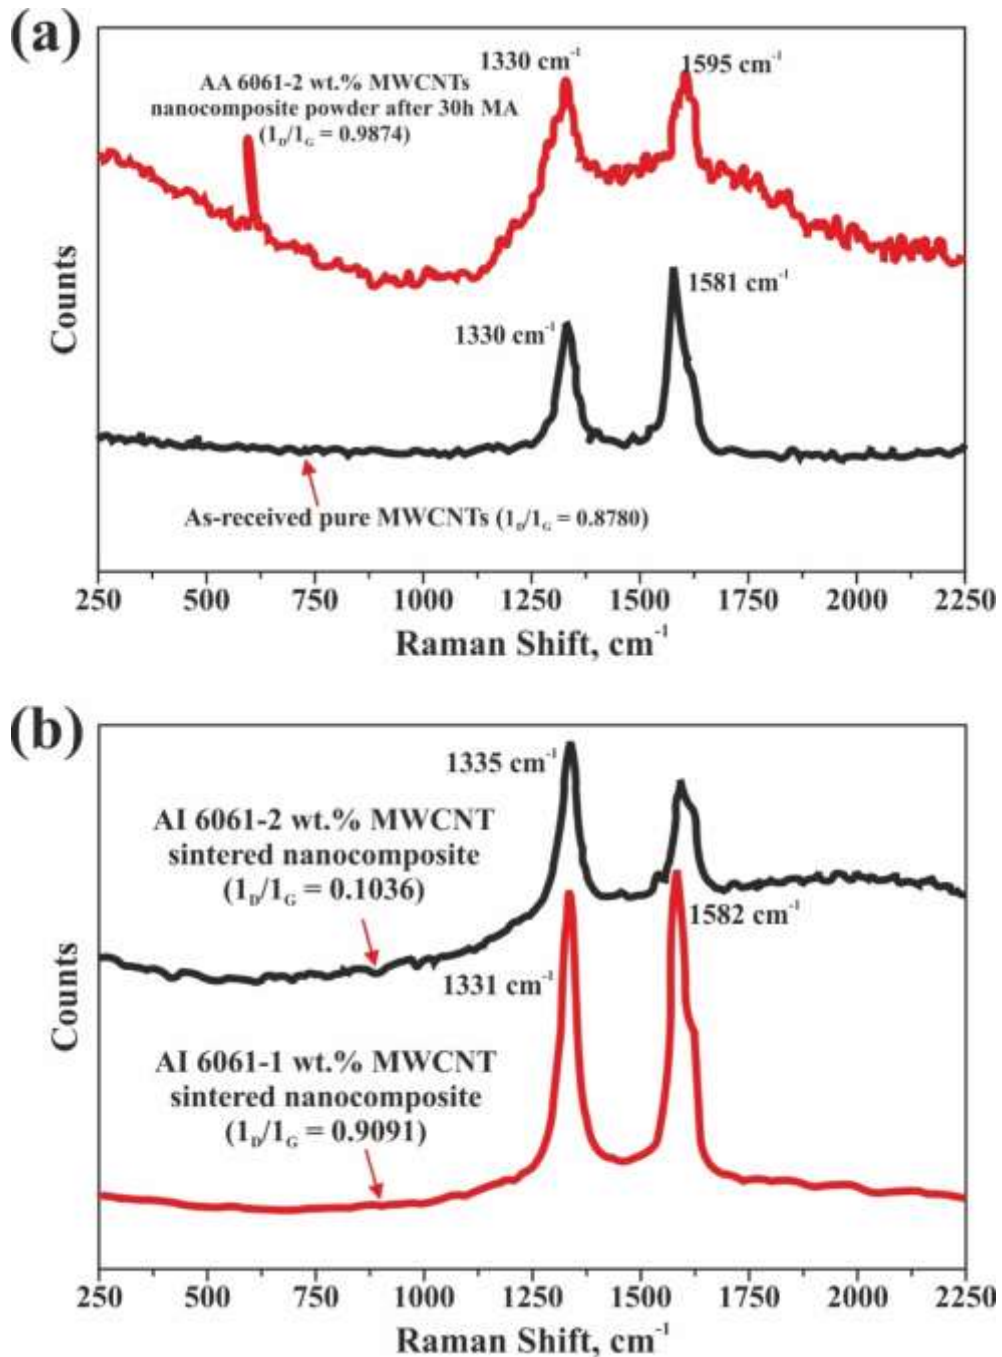 (a)
1330 cm⁻¹
1595 cm⁻¹
AA 6061-2 wt.% MWCNTs
nanocomposite powder after 30h MA
(1D/1G = 0.9874)
1581 cm⁻¹
1330 cm⁻¹
Counts
As-received pure MWCNTs (1D/1G = 0.8780)
250 500 750 1000 1250 1500 1750 2000 2250
Raman Shift, cm⁻¹
(b)
1335 cm⁻¹
AI 6061-2 wt.% MWCNT
sintered nanocomposite
(1D/1G = 0.1036)
1582 cm⁻¹
1331 cm⁻¹
Counts
AI 6061-1 wt.% MWCNT
sintered nanocomposite
(1D/1G = 0.9091)
250 500 750 1000 1250 1500 1750 2000 2250
Raman Shift, cm⁻¹